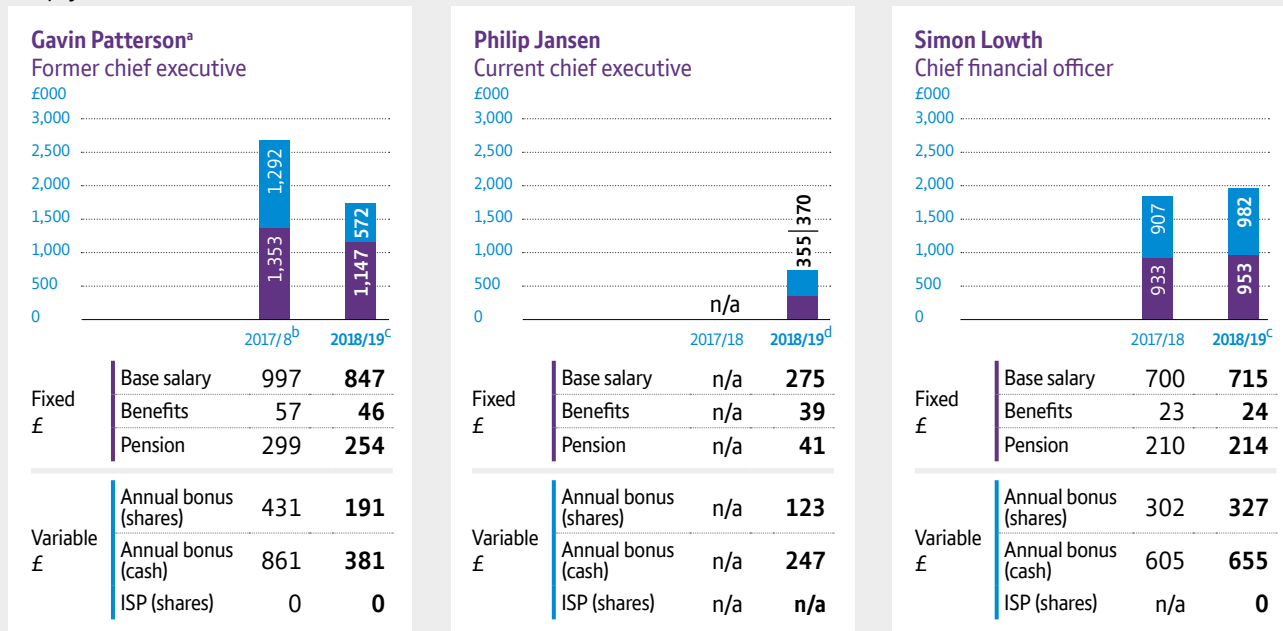 Gavin Pattersonᵃ
Former chief executive
£000
3,000
2,500
2,000
1,500
1,000
500
0
1,292
1,353
572
1,147
2017/8ᵇ 2018/19ᶜ
Fixed
£
Base salary 997 847
Benefits 57 46
Pension 299 254
Variable
£
Annual bonus
(shares) 431 191
Annual bonus
(cash) 861 381
ISP (shares) 0 0
Philip Jansen
Current chief executive
£000
3,000
2,500
2,000
1,500
1,000
500
0
n/a
355 | 370
2017/18 2018/19ᵈ
Fixed
£
Base salary n/a 275
Benefits n/a 39
Pension n/a 41
Variable
£
Annual bonus
(shares) n/a 123
Annual bonus
(cash) n/a 247
ISP (shares) n/a n/a
Simon Lowth
Chief financial officer
£000
3,000
2,500
2,000
1,500
1,000
500
0
907
933
982
953
2017/18 2018/19ᶜ
Fixed
£
Base salary 700 715
Benefits 23 24
Pension 210 214
Variable
£
Annual bonus
(shares) 302 327
Annual bonus
(cash) 605 655
ISP (shares) n/a 0